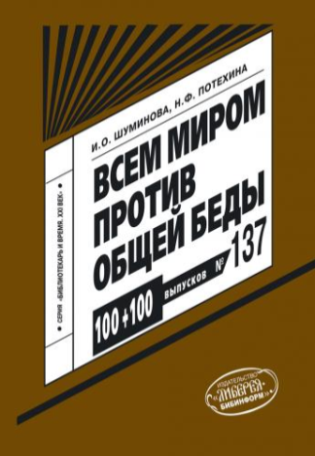 И.О. ШУМИНОВА, Н.Ф. ПОТЕХИНА
ВСЕМ МИРОМ
ПРОТИВ
ОБЩЕЙ БЕДЫ
100+100 ВЫПУСКОВ № 137
• СЕРИЯ «БИБЛИОТЕКАРЬ И ВРЕМЯ. XXI ВЕК» •
ИЗДАТЕЛЬСТВО
«ЛИБЕРЕЯ-
БИБИНФОРМ»